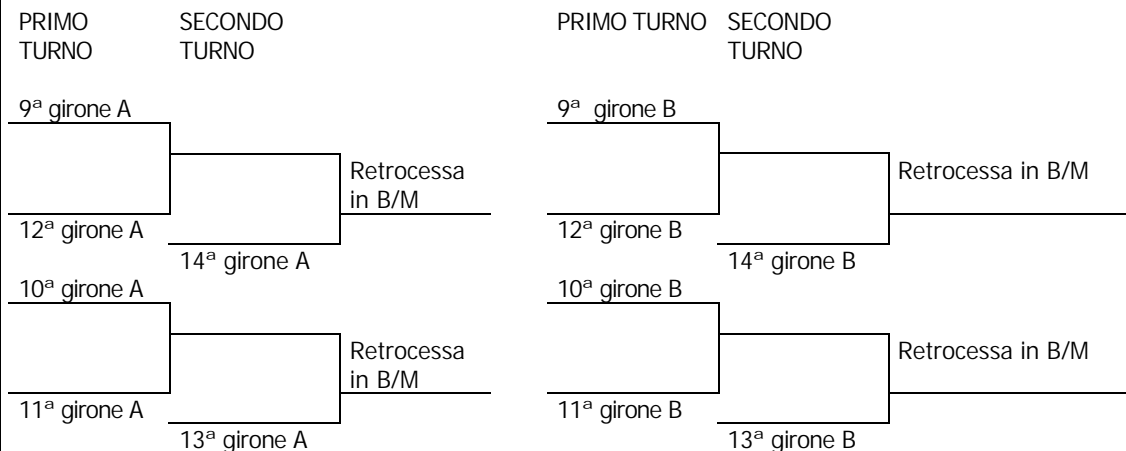 PRIMO
TURNO
SECONDO
TURNO
9ª girone A
Retrocessa
in B/M
12ª girone A
14ª girone A
10ª girone A
Retrocessa
in B/M
11ª girone A
13ª girone A
PRIMO TURNO
SECONDO
TURNO
9ª girone B
Retrocessa in B/M
12ª girone B
14ª girone B
10ª girone B
Retrocessa in B/M
11ª girone B
13ª girone B